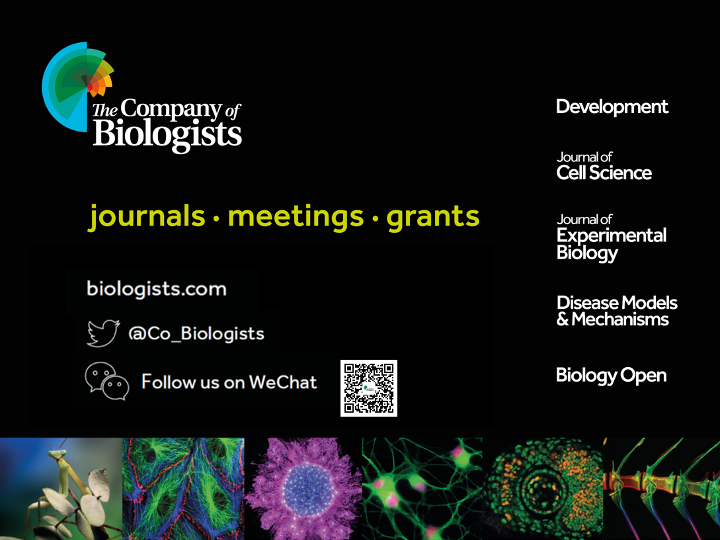 The Company of
Biologists
journals · meetings · grants
biologists.com
@Co_Biologists
Follow us on WeChat
Development
Journal of
Cell Science
Journal of
Experimental
Biology
Disease Models
& Mechanisms
Biology Open